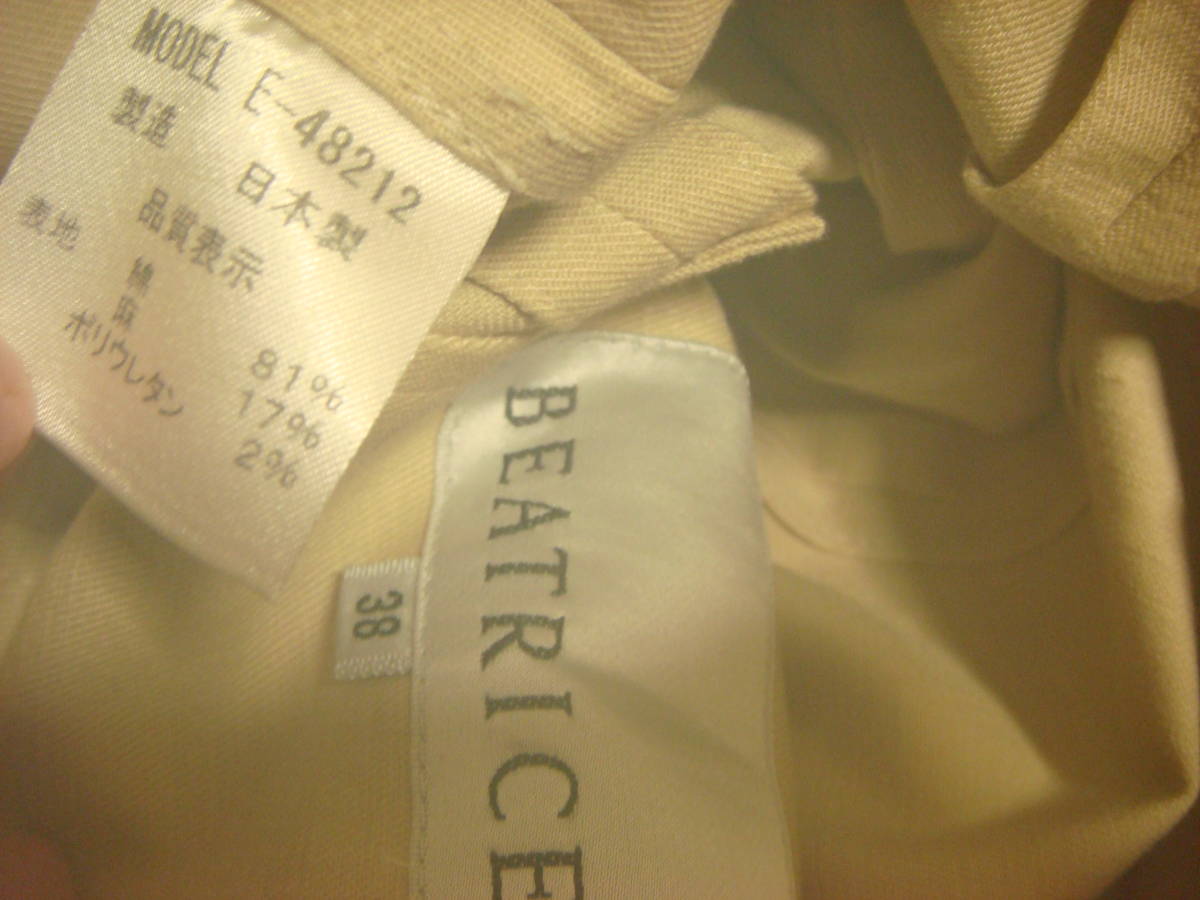 MODEL E-48212
製造 日本製
品質表示
表地 綿 81%
麻 17%
ポリウレタン 2%
38
BEATRICE